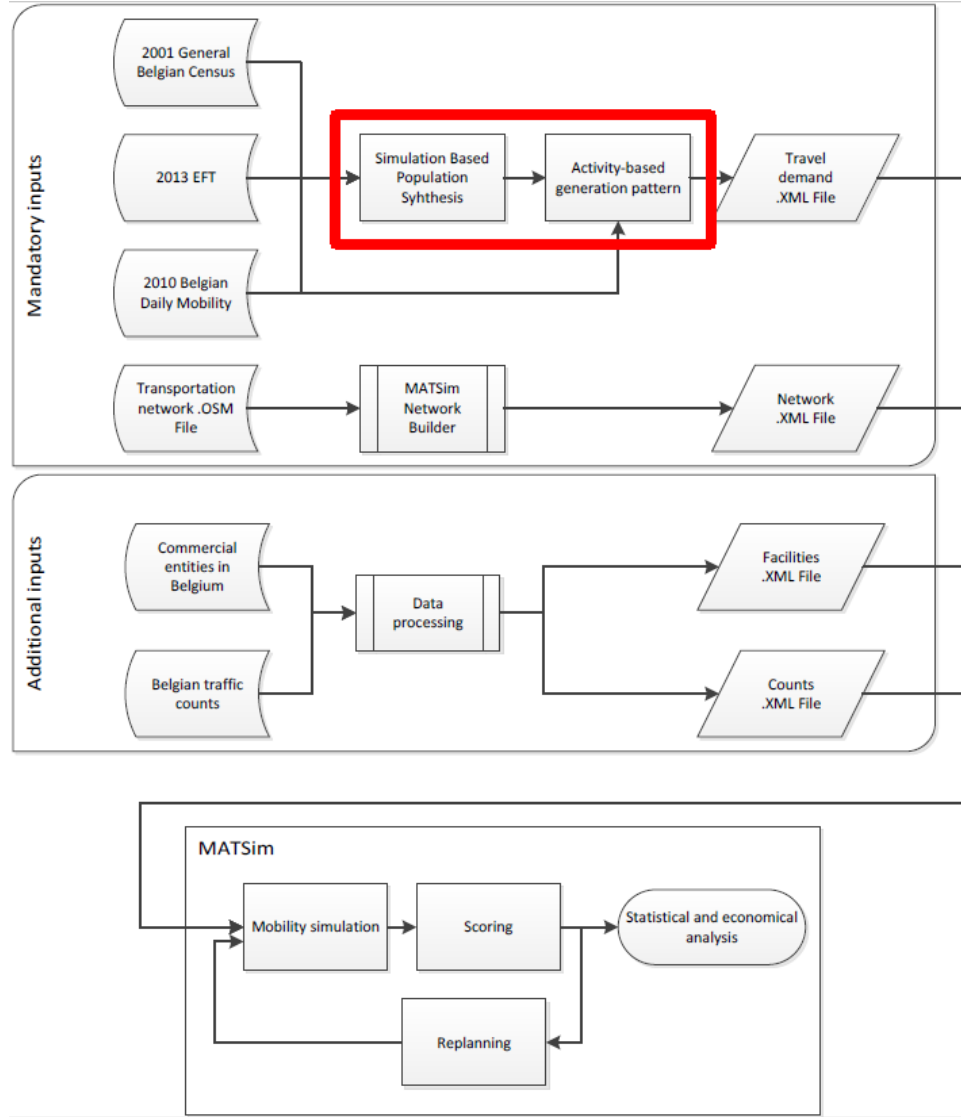 Mandatory inputs
2001 General
Belgian Census
2013 EFT
Simulation Based
Population
Syhthesis
Activity-based
generation pattern
Travel
demand
.XML File
2010 Belgian
Daily Mobility
Transportation
network .OSM
File
MATSim
Network
Builder
Network
.XML File
Additional inputs
Commercial
entities in
Belgium
Data
processing
Facilities
.XML File
Belgian traffic
counts
Counts
.XML File
MATSim
Mobility simulation
Scoring
Statistical and economical
analysis
Replanning